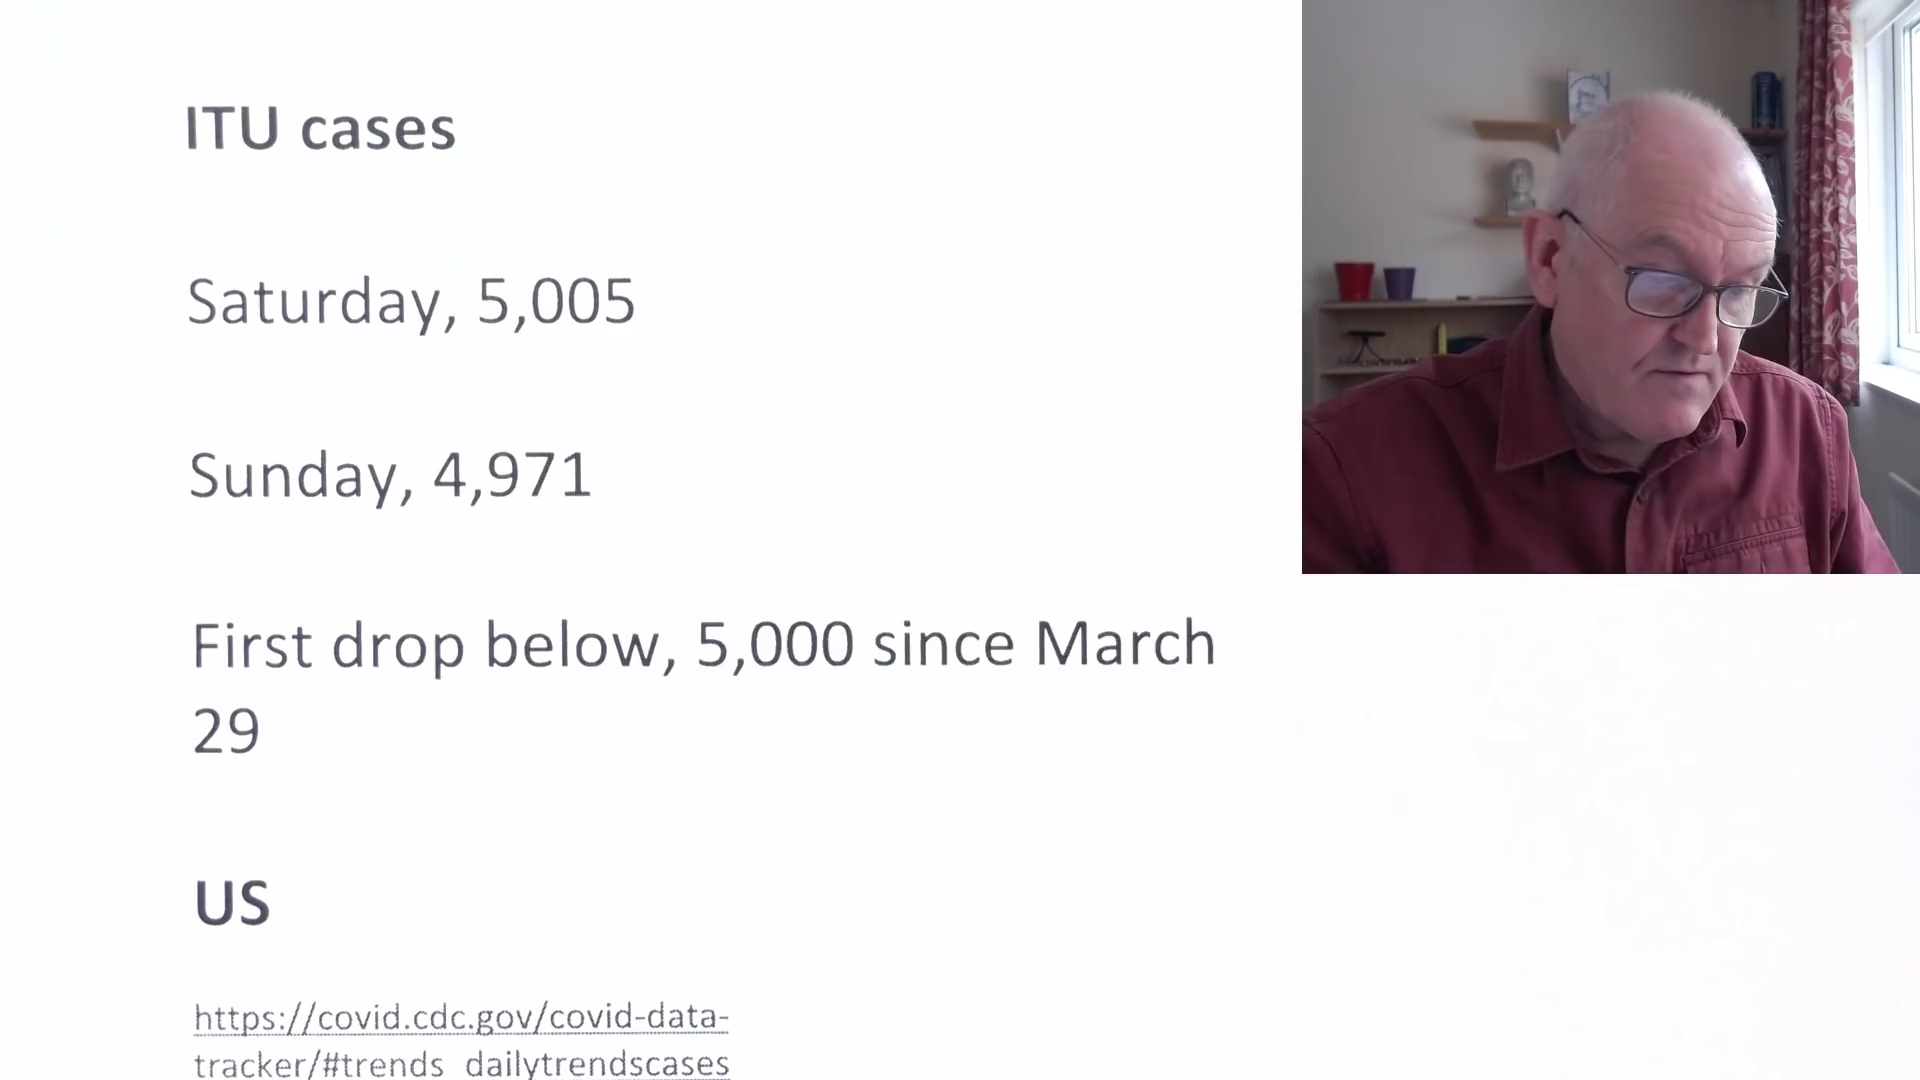 ITU cases
Saturday, 5,005
Sunday, 4,971
First drop below, 5,000 since March
29
US
https://covid.cdc.gov/covid-data-
tracker/#trends_dailytrendscases